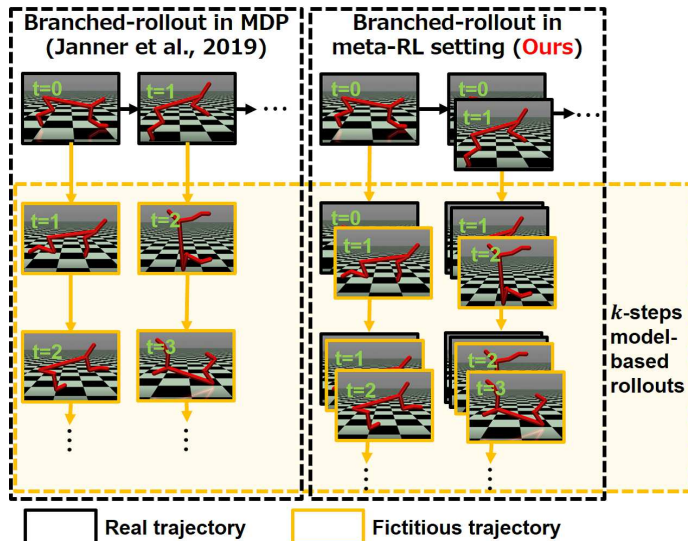 Branched-rollout in MDP
(Janner et al., 2019)
Branched-rollout in
meta-RL setting (Ours)
t=0
t=1
...
t=0
t=0
t=1
...
t=1
t=2
t=0
t=1
t=1
t=2
t=2
t=3
t=1
t=2
t=2
t=3
k-steps
model-
based
rollouts
Real trajectory
Fictitious trajectory